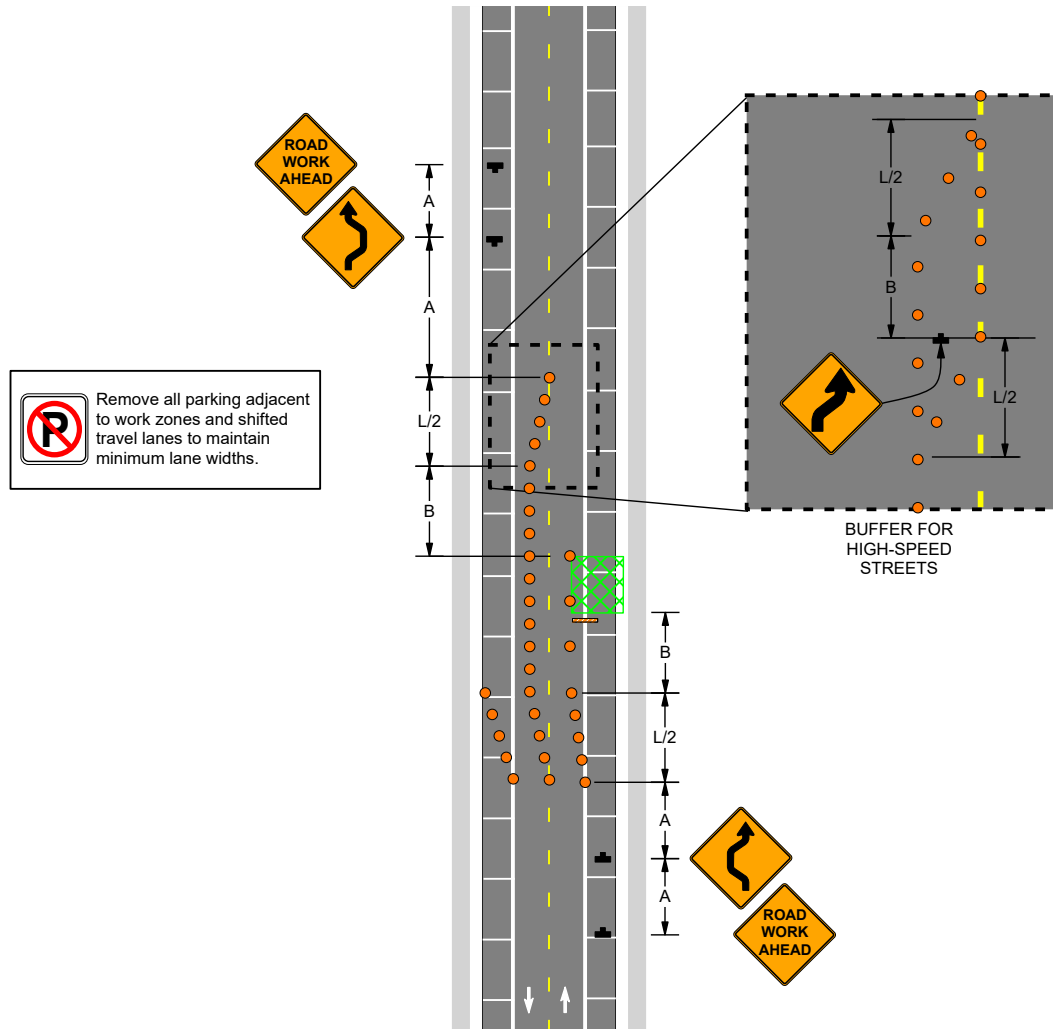 ROAD
WORK
AHEAD
A
A
L/2
B
P
Remove all parking adjacent
to work zones and shifted
travel lanes to maintain
minimum lane widths.
L/2
B
L/2
BUFFER FOR
HIGH-SPEED
STREETS
B
L/2
A
A
ROAD
WORK
AHEAD